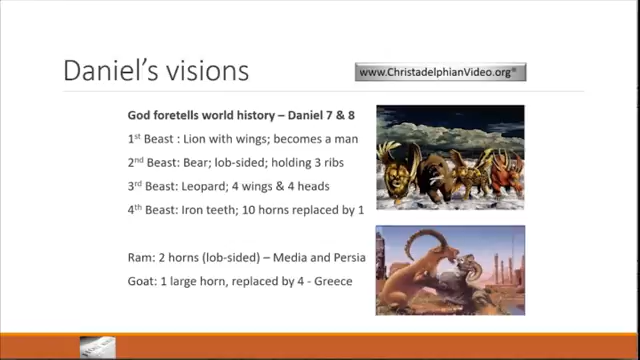 Daniel's visions
www.ChristadelphianVideo.org®
God foretells world history – Daniel 7 & 8
1st Beast : Lion with wings; becomes a man
2nd Beast: Bear; lob-sided; holding 3 ribs
3rd Beast: Leopard; 4 wings & 4 heads
4th Beast: Iron teeth; 10 horns replaced by 1
Ram: 2 horns (lob-sided) – Media and Persia
Goat: 1 large horn, replaced by 4 - Greece